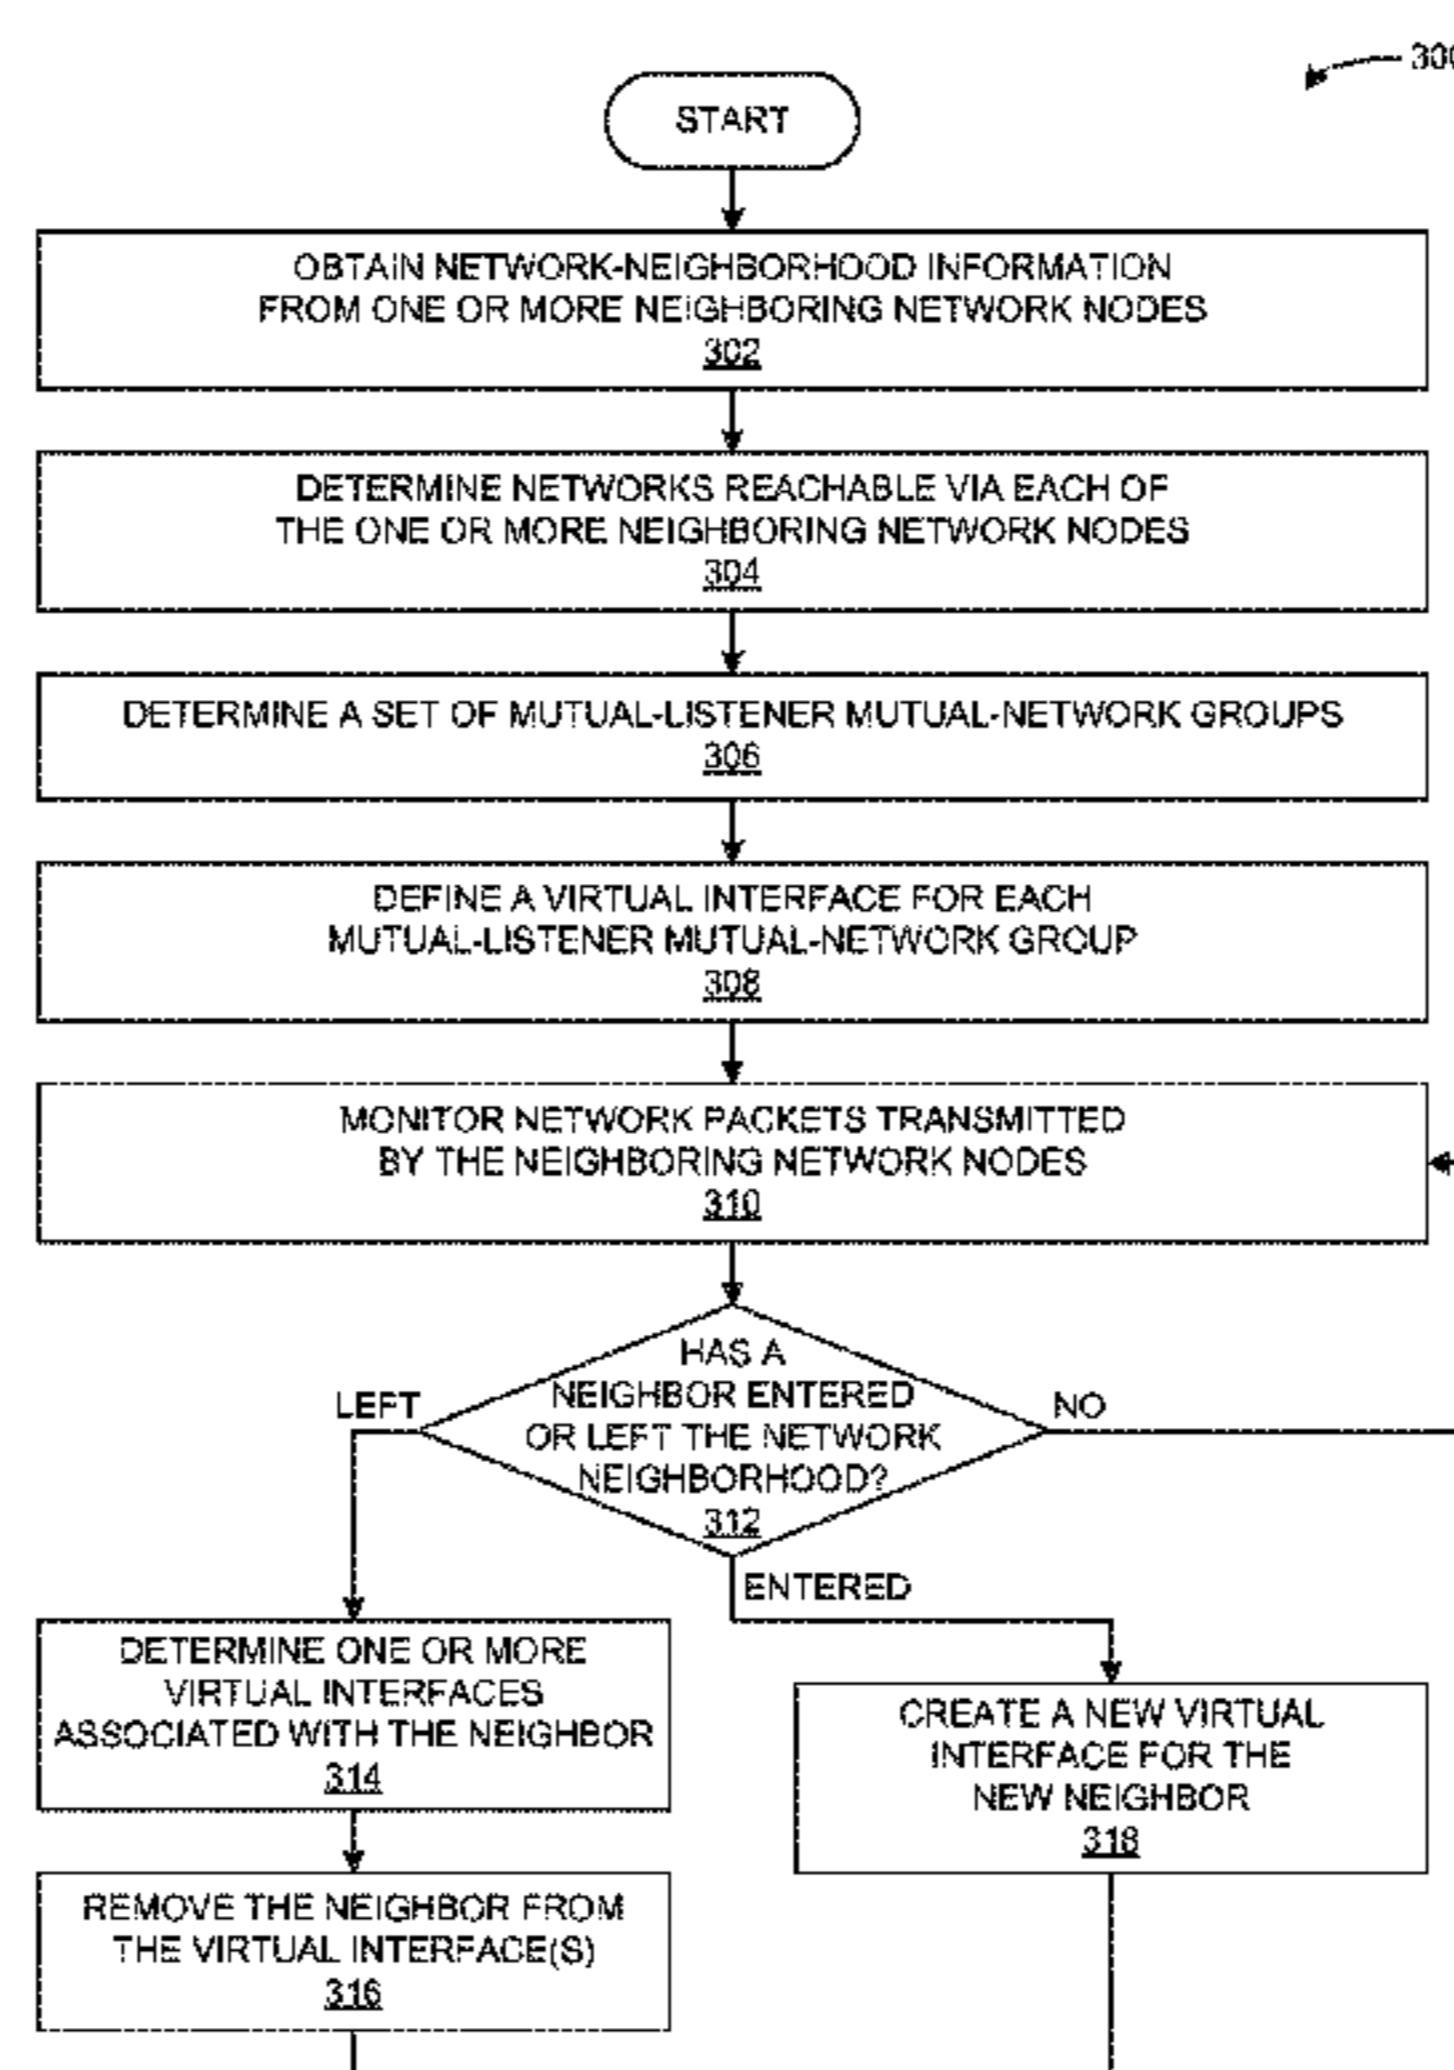 300
START
OBTAIN NETWORK-NEIGHBORHOOD INFORMATION
FROM ONE OR MORE NEIGHBORING NETWORK NODES
302
DETERMINE NETWORKS REACHABLE VIA EACH OF
THE ONE OR MORE NEIGHBORING NETWORK NODES
304
DETERMINE A SET OF MUTUAL-LISTENER MUTUAL-NETWORK GROUPS
306
DEFINE A VIRTUAL INTERFACE FOR EACH
MUTUAL-LISTENER MUTUAL-NETWORK GROUP
308
MONITOR NETWORK PACKETS TRANSMITTED
BY THE NEIGHBORING NETWORK NODES
310
HAS A
NEIGHBOR ENTERED
OR LEFT THE NETWORK
NEIGHBORHOOD?
312
LEFT
NO
ENTERED
DETERMINE ONE OR MORE
VIRTUAL INTERFACES
ASSOCIATED WITH THE NEIGHBOR
314
CREATE A NEW VIRTUAL
INTERFACE FOR THE
NEW NEIGHBOR
318
REMOVE THE NEIGHBOR FROM
THE VIRTUAL INTERFACE(S)
316